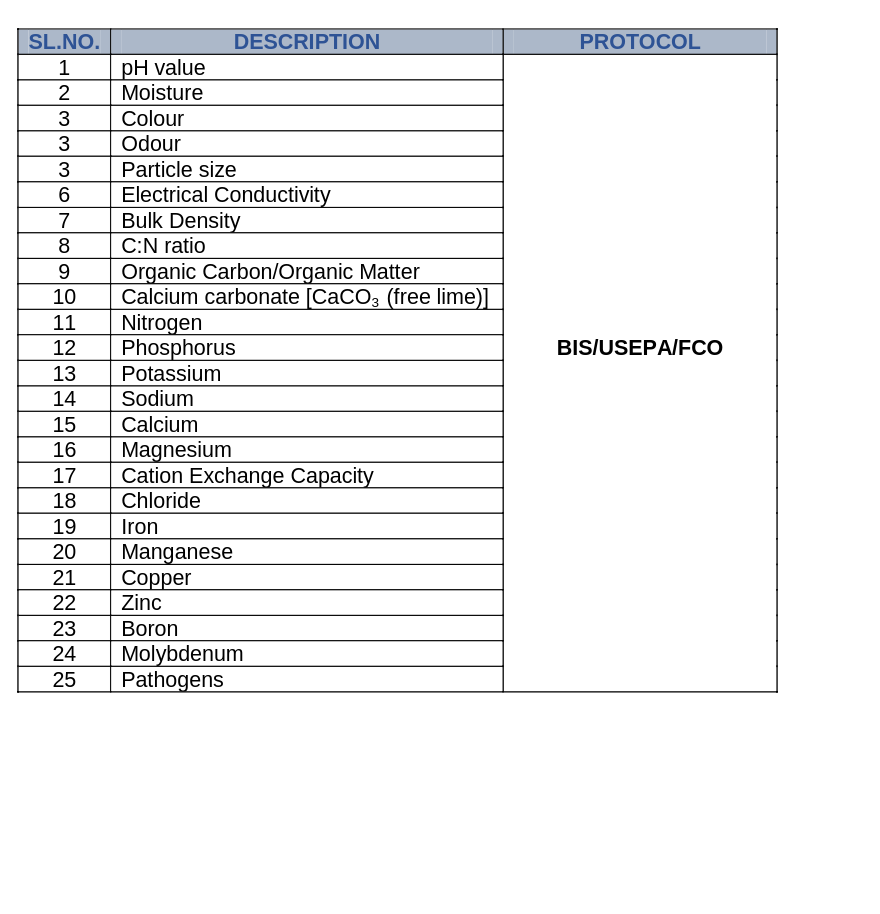 SL.NO. DESCRIPTION PROTOCOL
1 pH value
2 Moisture
3 Colour
3 Odour
3 Particle size
6 Electrical Conductivity
7 Bulk Density
8 C:N ratio
9 Organic Carbon/Organic Matter
10 Calcium carbonate [CaCO₃ (free lime)]
11 Nitrogen
12 Phosphorus BIS/USEPA/FCO
13 Potassium
14 Sodium
15 Calcium
16 Magnesium
17 Cation Exchange Capacity
18 Chloride
19 Iron
20 Manganese
21 Copper
22 Zinc
23 Boron
24 Molybdenum
25 Pathogens